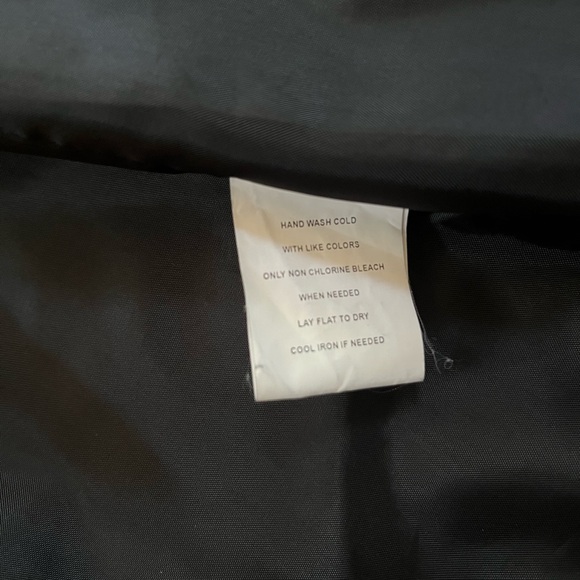 HAND WASH COLD
WITH LIKE COLORS
ONLY NON CHLORINE BLEACH
WHEN NEEDED
LAY FLAT TO DRY
COOL IRON IF NEEDED